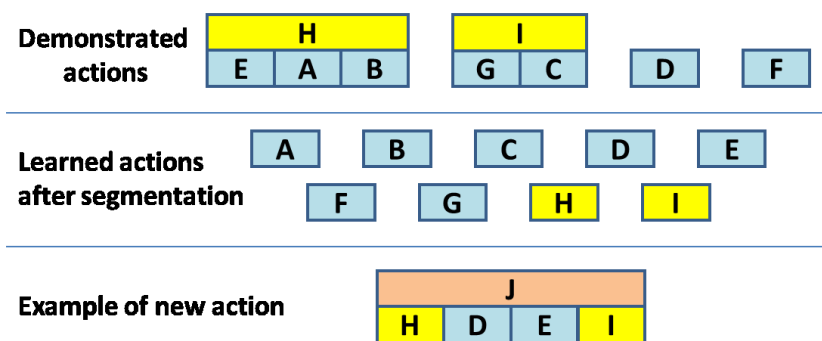 Demonstrated actions
H I
E A B G C D F
Learned actions after segmentation
A B C D E
F G H I
Example of new action
J
H D E I